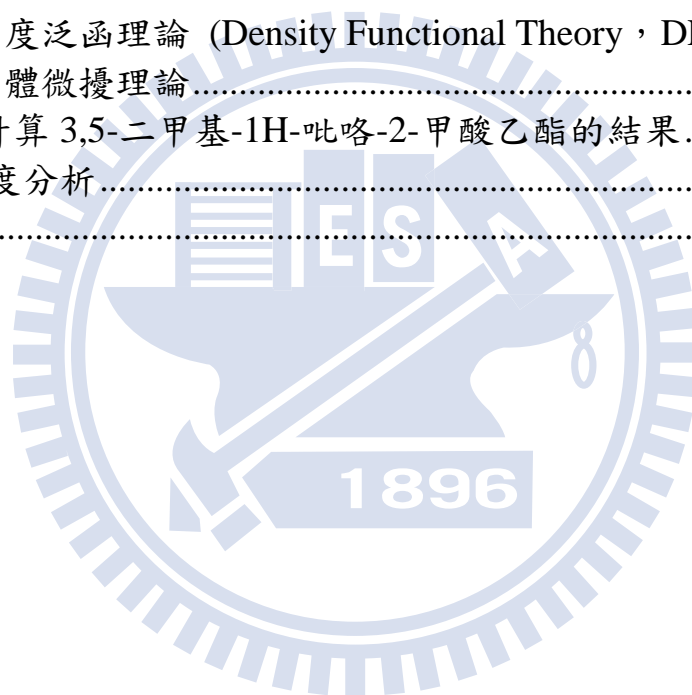 度泛函理論 (Density Functional Theory，D
體微擾理論......................................................................
計算 3,5-二甲基-1H-吡咯-2-甲酸乙酯的結果..
度分析......................................................................
......................................................................
E S A
1896